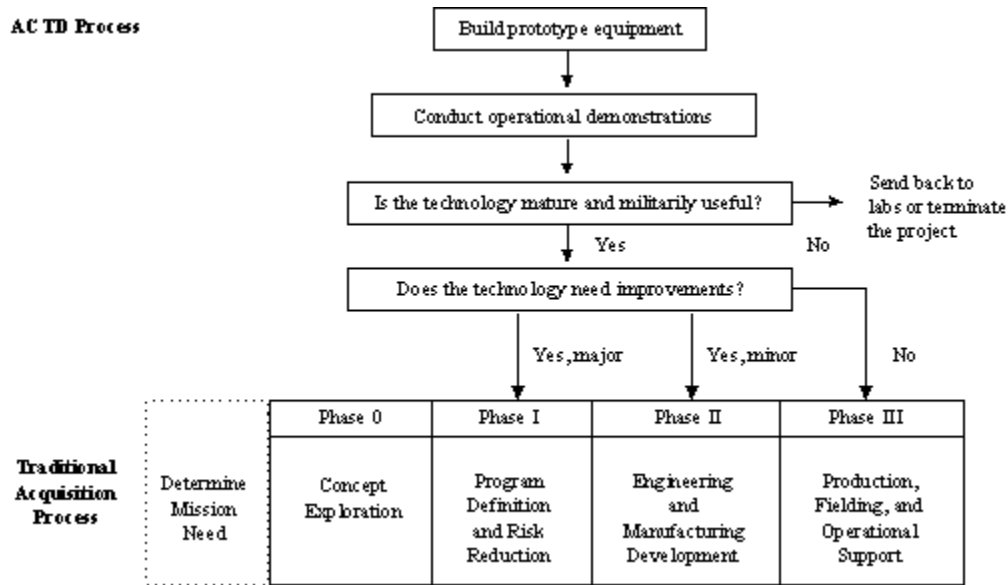 ACTD Process
Build prototype equipment
Conduct operational demonstrations
Is the technology mature and militarily useful?
Send back to
labs or terminate
the project
Yes
No
Does the technology need improvements?
Yes, major
Yes, minor
No
Phase 0
Phase I
Phase II
Phase III
Traditional
Acquisition
Process
Determine
Mission
Need
Concept
Exploration
Program
Definition
and Risk
Reduction
Engineering
and
Manufacturing
Development
Production,
Fielding, and
Operational
Support